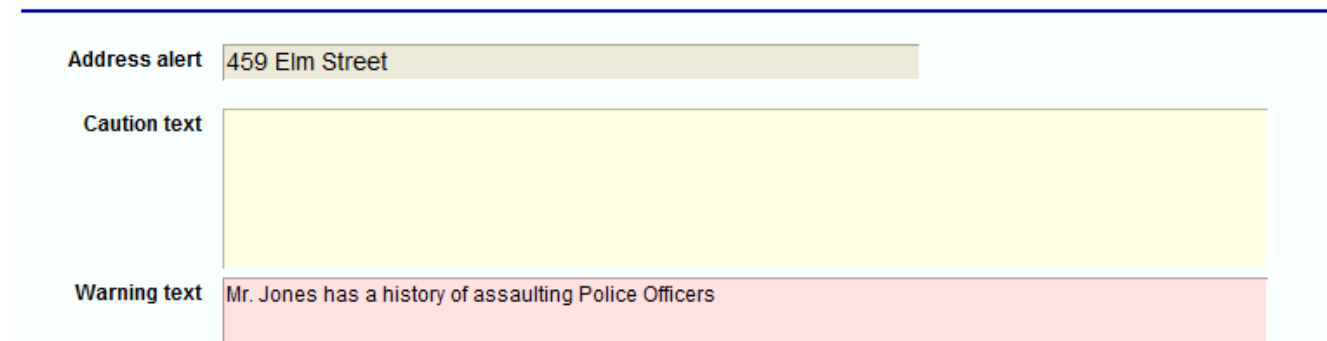 Address alert 459 Elm Street
Caution text
Warning text Mr. Jones has a history of assaulting Police Officers